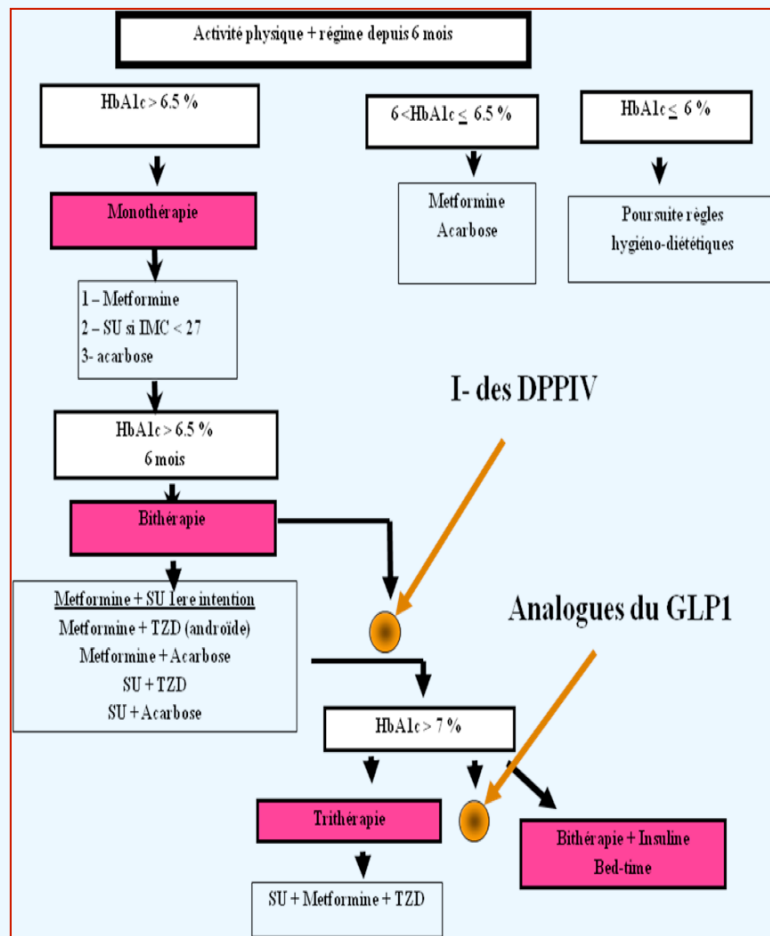 Activité physique + régime depuis 6 mois
HbA1c > 6.5 %
6 <HbA1c ≤ 6.5 %
HbA1c ≤ 6 %
Monothérapie
Metformine
Acarbose
Poursuite règles
hygiéno-diététiques
1 – Metformine
2 – SU si IMC < 27
3- acarbose
I- des DPPIV
HbA1c > 6.5 %
6 mois
Bithérapie
Metformine + SU 1ere intention
Metformine + TZD (androïde)
Metformine + Acarbose
SU + TZD
SU + Acarbose
Analogues du GLP1
HbA1c > 7 %
Trithérapie
Bithérapie + Insuline
Bed-time
SU + Metformine + TZD